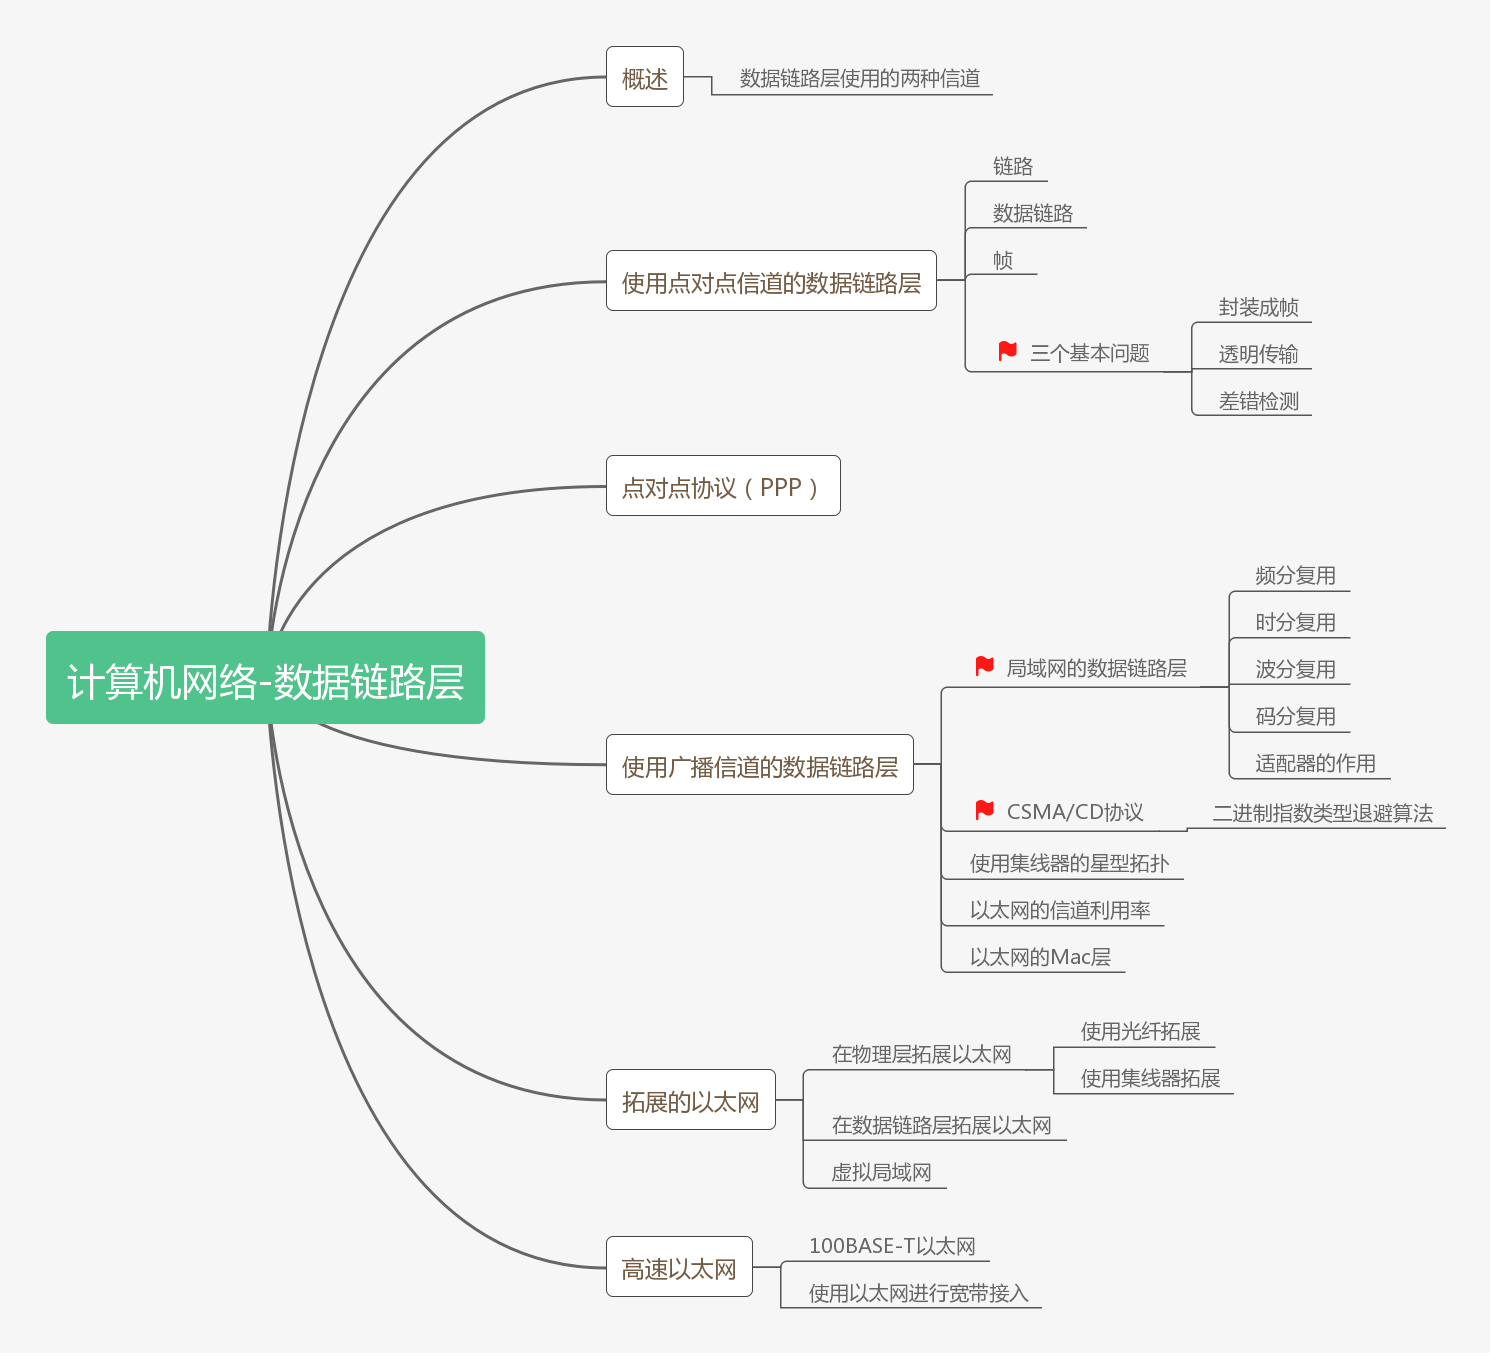 概述
数据链路层使用的两种信道
使用点对点信道的数据链路层
链路
数据链路
帧
三个基本问题
封装成帧
透明传输
差错检测
点对点协议（PPP）
计算机网络-数据链路层
使用广播信道的数据链路层
局域网的数据链路层
频分复用
时分复用
波分复用
码分复用
适配器的作用
CSMA/CD协议
二进制指数类型退避算法
使用集线器的星型拓扑
以太网的信道利用率
以太网的Mac层
拓展的以太网
在物理层拓展以太网
使用光纤拓展
使用集线器拓展
在数据链路层拓展以太网
虚拟局域网
高速以太网
100BASE-T以太网
使用以太网进行宽带接入